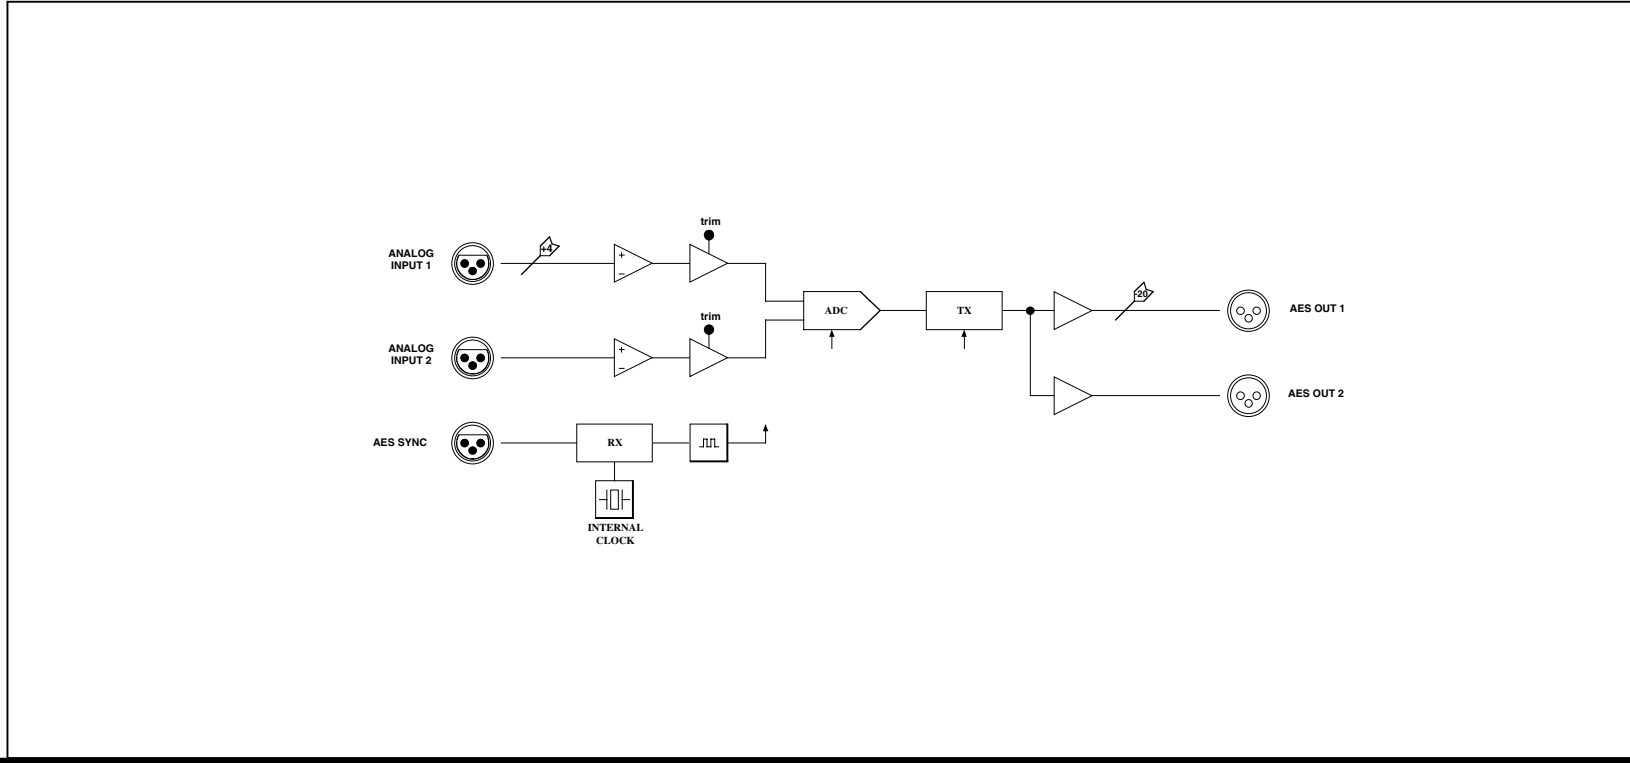 trim
+4
ANALOG
INPUT 1
+
−
trim
ADC
TX
-20
AES OUT 1
ANALOG
INPUT 2
+
−
AES OUT 2
AES SYNC
RX
INTERNAL
CLOCK